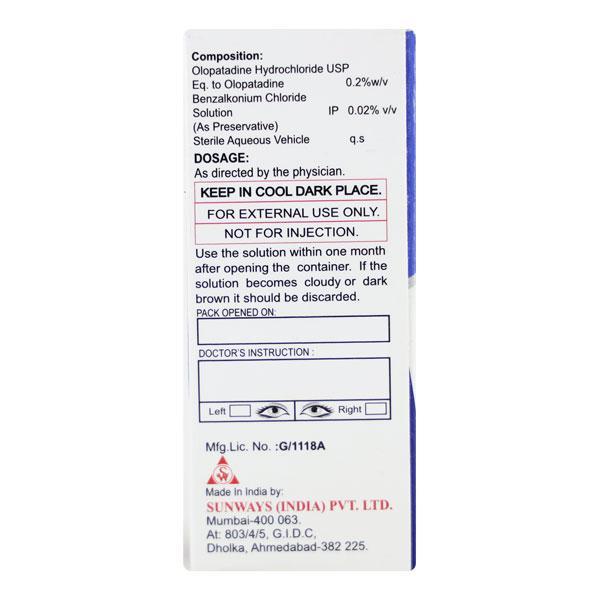 Composition:
Olopatadine Hydrochloride USP
Eq. to Olopatadine 0.2%w/v
Benzalkonium Chloride
Solution IP 0.02% v/v
(As Preservative)
Sterile Aqueous Vehicle q.s
DOSAGE:
As directed by the physician.
KEEP IN COOL DARK PLACE.
FOR EXTERNAL USE ONLY.
NOT FOR INJECTION.
Use the solution within one month
after opening the container. If the
solution becomes cloudy or dark
brown it should be discarded.
PACK OPENED ON:
DOCTOR'S INSTRUCTION :
Left Right
Mfg.Lic. No. :G/1118A
Made In India by:
SUNWAYS (INDIA) PVT. LTD.
Mumbai-400 063.
At: 803/4/5, G.I.D.C,
Dholka, Ahmedabad-382 225.